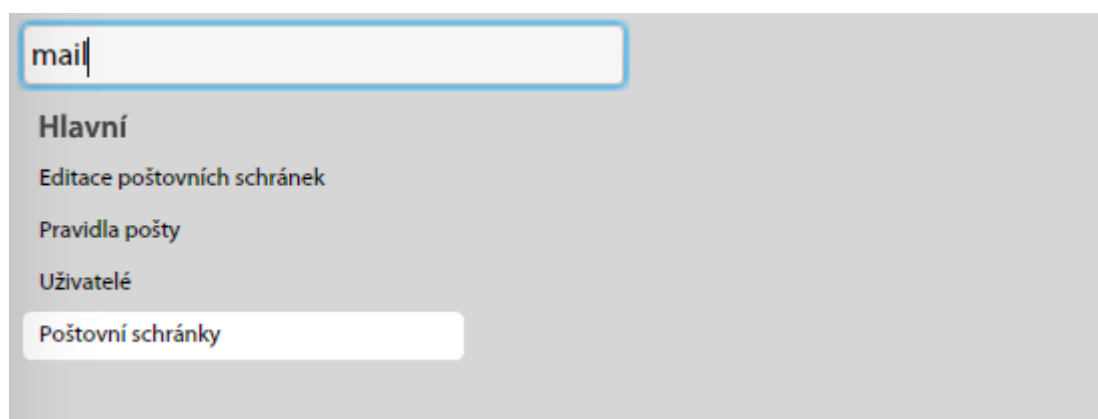 mail
Hlavní
Editace poštovních schránek
Pravidla pošty
Uživatelé
Poštovní schránky